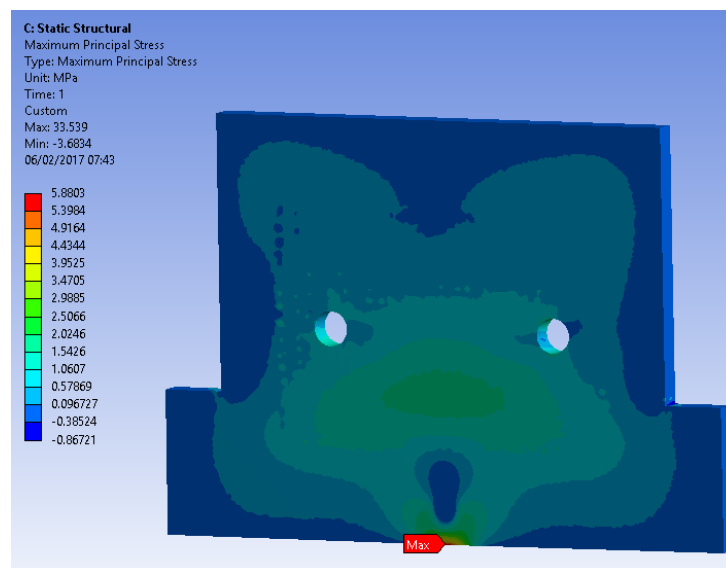 C: Static Structural
Maximum Principal Stress
Type: Maximum Principal Stress
Unit: MPa
Time: 1
Custom
Max: 33.539
Min: -3.6834
06/02/2017 07:43
5.8803
5.3984
4.9164
4.4344
3.9525
3.4705
2.9885
2.5066
2.0246
1.5426
1.0607
0.57869
0.096727
-0.38524
-0.86721
Max